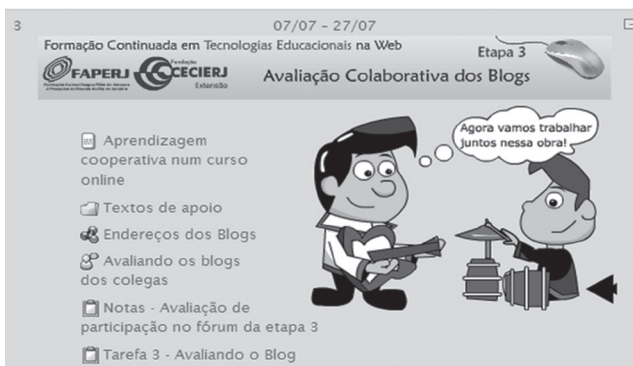 3
07/07 - 27/07
Formação Continuada em Tecnologias Educacionais na Web
Etapa 3
FAPERJ
Fundação
CECIERJ
Extensão
Avaliação Colaborativa dos Blogs
Agora vamos trabalhar
juntos nessa obra!
Aprendizagem
cooperativa num curso
online
Textos de apoio
Endereços dos Blogs
Avaliando os blogs
dos colegas
Notas - Avaliação de
participação no fórum da etapa 3
Tarefa 3 - Avaliando o Blog